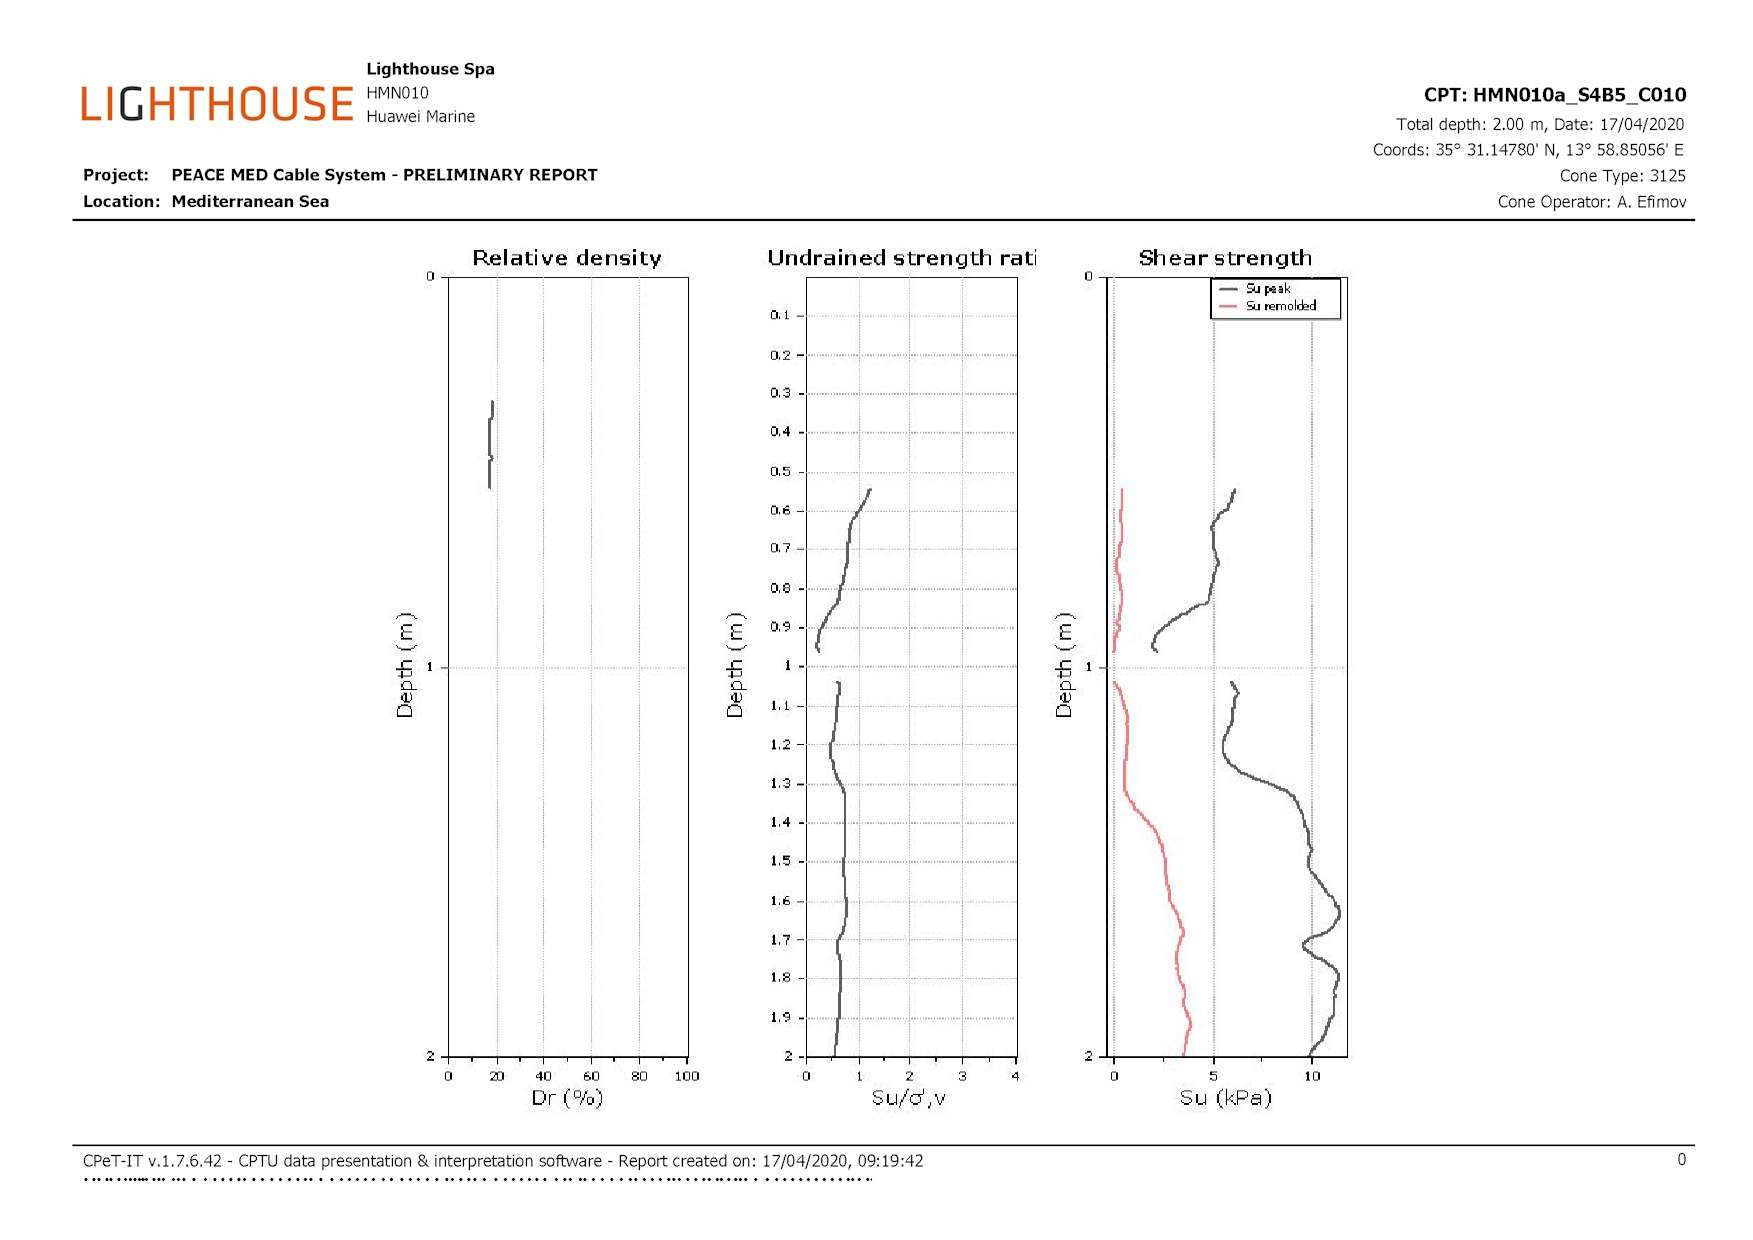 Lighthouse Spa
LIGHTHOUSE
HMN010
Huawei Marine
CPT: HMN010a_S4B5_C010
Total depth: 2.00 m, Date: 17/04/2020
Coords: 35° 31.14780' N, 13° 58.85056' E
Cone Type: 3125
Cone Operator: A. Efimov
Project: PEACE MED Cable System - PRELIMINARY REPORT
Location: Mediterranean Sea
Relative density
0
1
2
Depth (m)
0 20 40 60 80 100
Dr (%)
Undrained strength rati
0.1
0.2
0.3
0.4
0.5
0.6
0.7
0.8
0.9
1
1.1
1.2
1.3
1.4
1.5
1.6
1.7
1.8
1.9
2
Depth (m)
0 1 2 3 4
Su/σ',v
Shear strength
Su peak
Su remolded
0
1
2
Depth (m)
0 5 10
Su (kPa)
CPeT-IT v.1.7.6.42 - CPTU data presentation & interpretation software - Report created on: 17/04/2020, 09:19:42
0